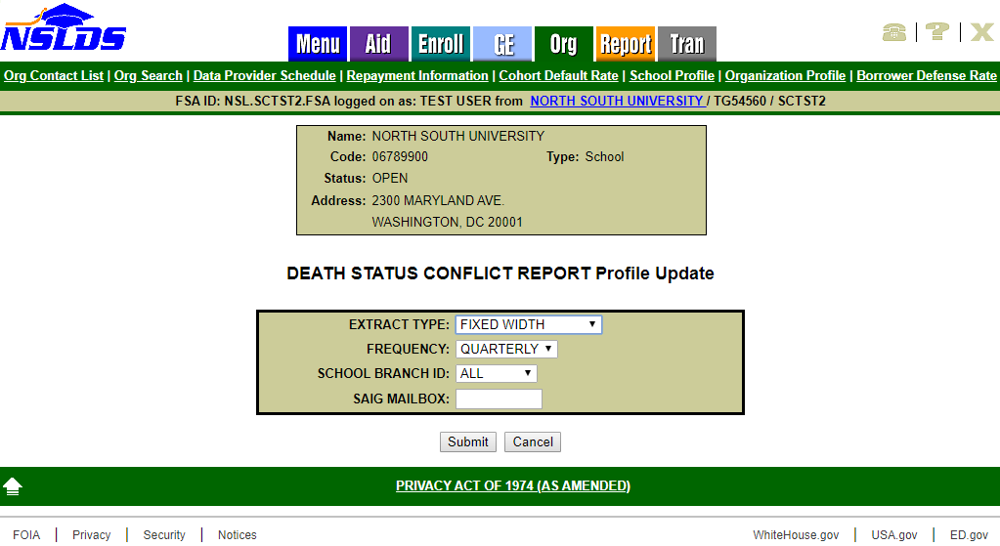 NSLDS
Menu Aid Enroll GE Org Report Tran
Org Contact List | Org Search | Data Provider Schedule | Repayment Information | Cohort Default Rate | School Profile | Organization Profile | Borrower Defense Rate
FSA ID: NSL.SCTST2.FSA logged on as: TEST USER from NORTH SOUTH UNIVERSITY / TG54560 / SCTST2
Name: NORTH SOUTH UNIVERSITY
Code: 06789900 Type: School
Status: OPEN
Address: 2300 MARYLAND AVE.
WASHINGTON, DC 20001
DEATH STATUS CONFLICT REPORT Profile Update
EXTRACT TYPE: FIXED WIDTH
FREQUENCY: QUARTERLY
SCHOOL BRANCH ID: ALL
SAIG MAILBOX:
Submit Cancel
PRIVACY ACT OF 1974 (AS AMENDED)
FOIA | Privacy | Security | Notices WhiteHouse.gov | USA.gov | ED.gov